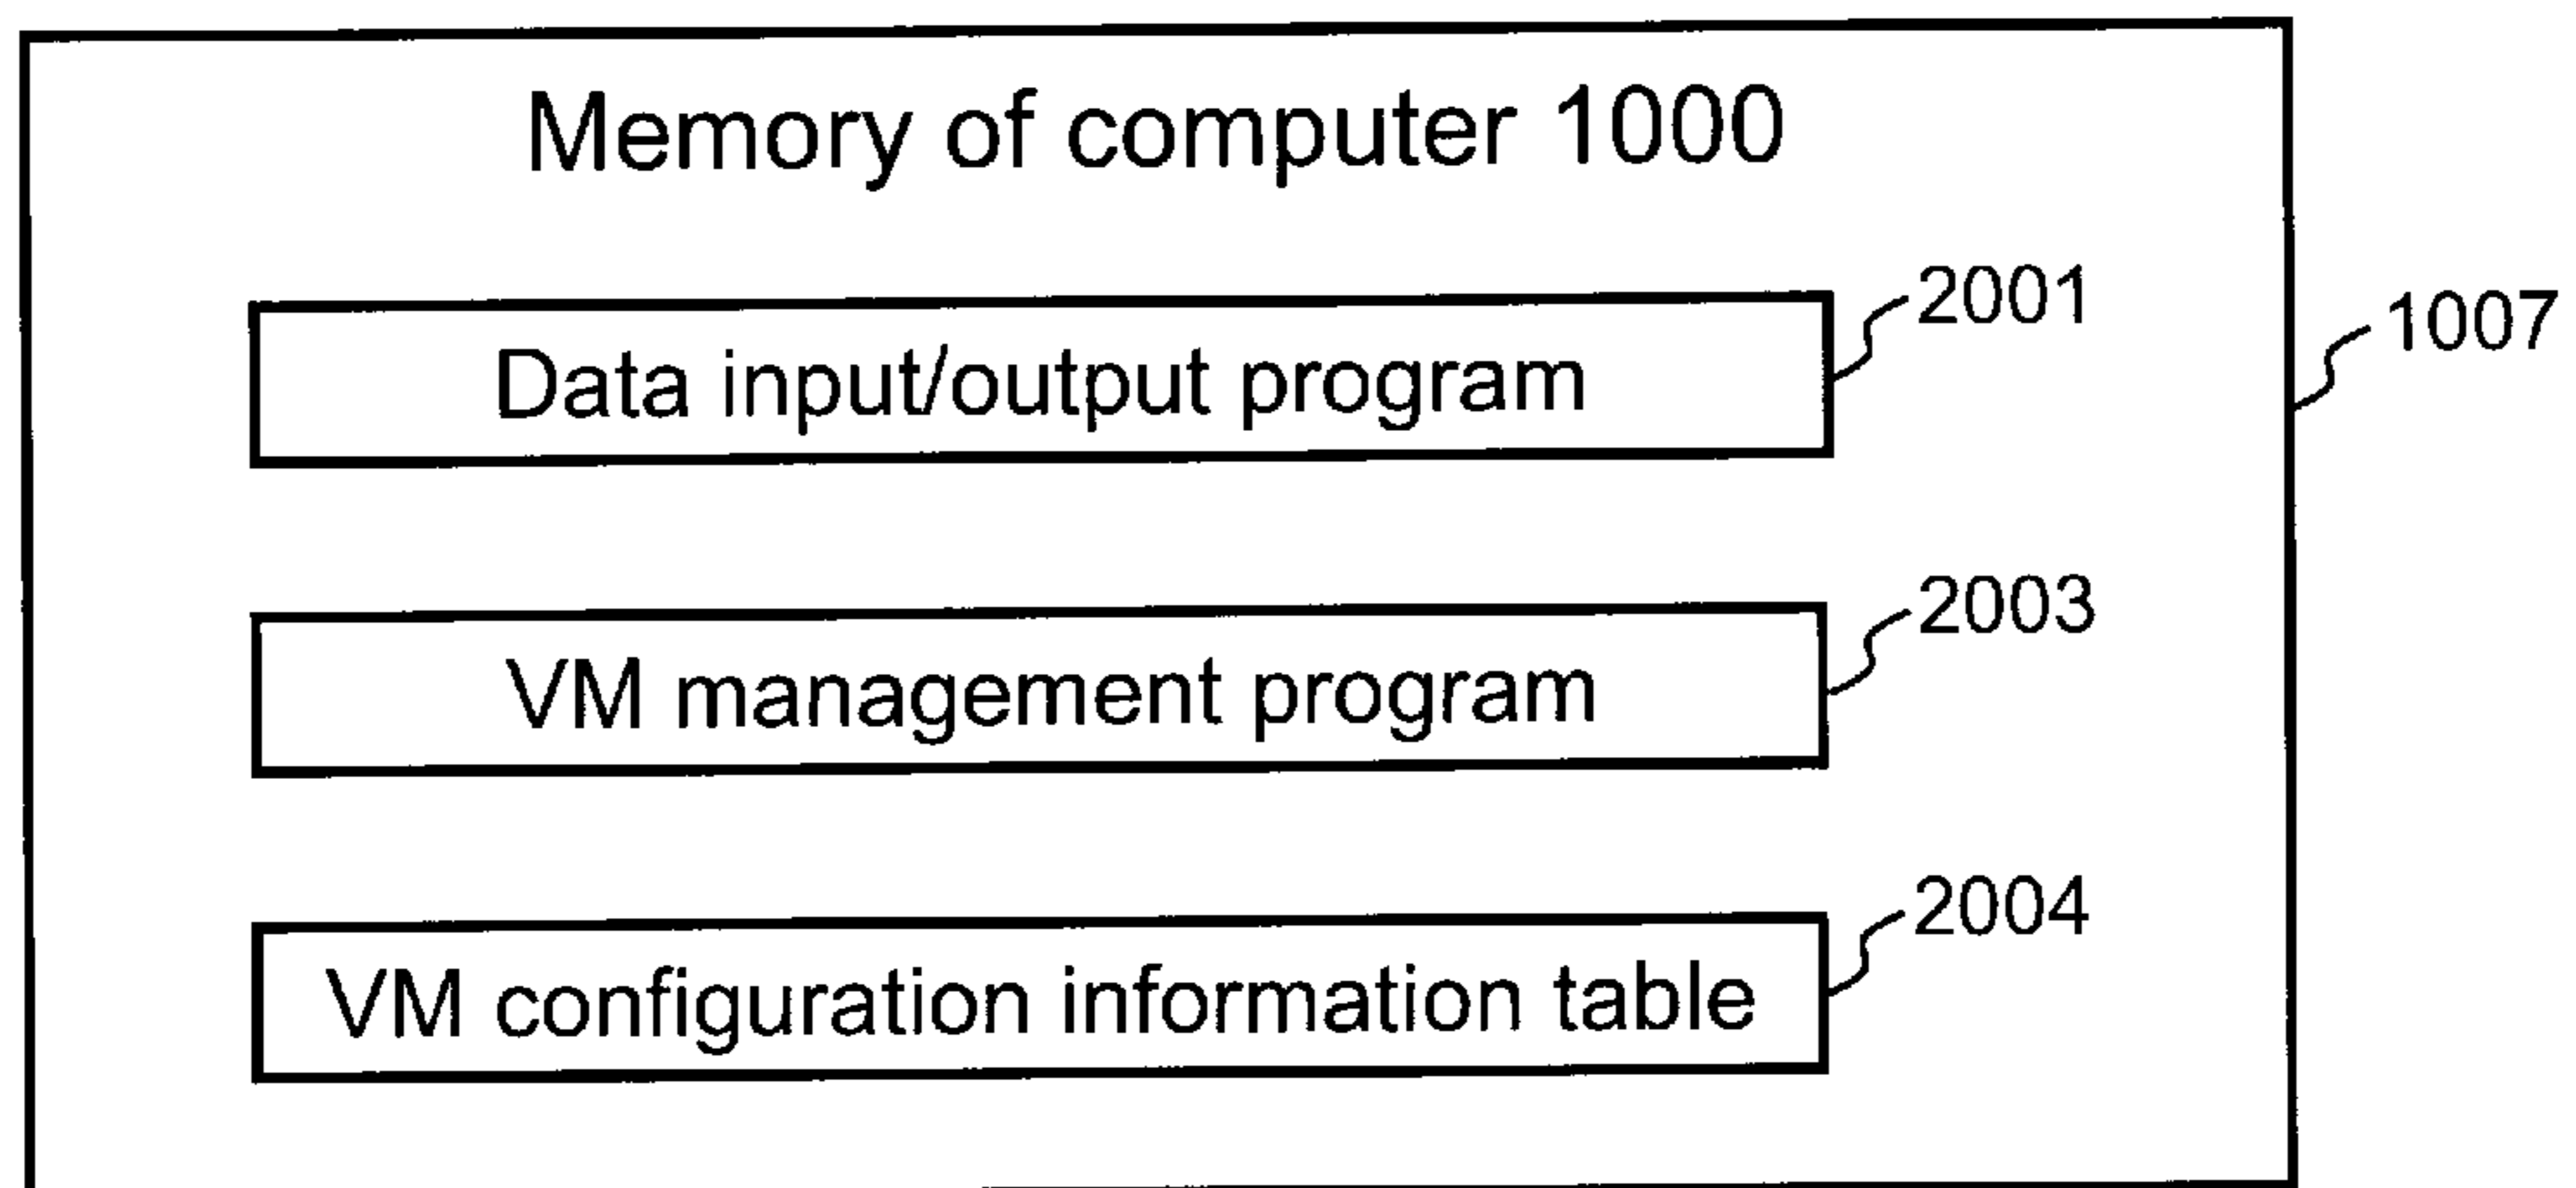 Memory of computer 1000
2001
1007
Data input/output program
2003
VM management program
2004
VM configuration information table